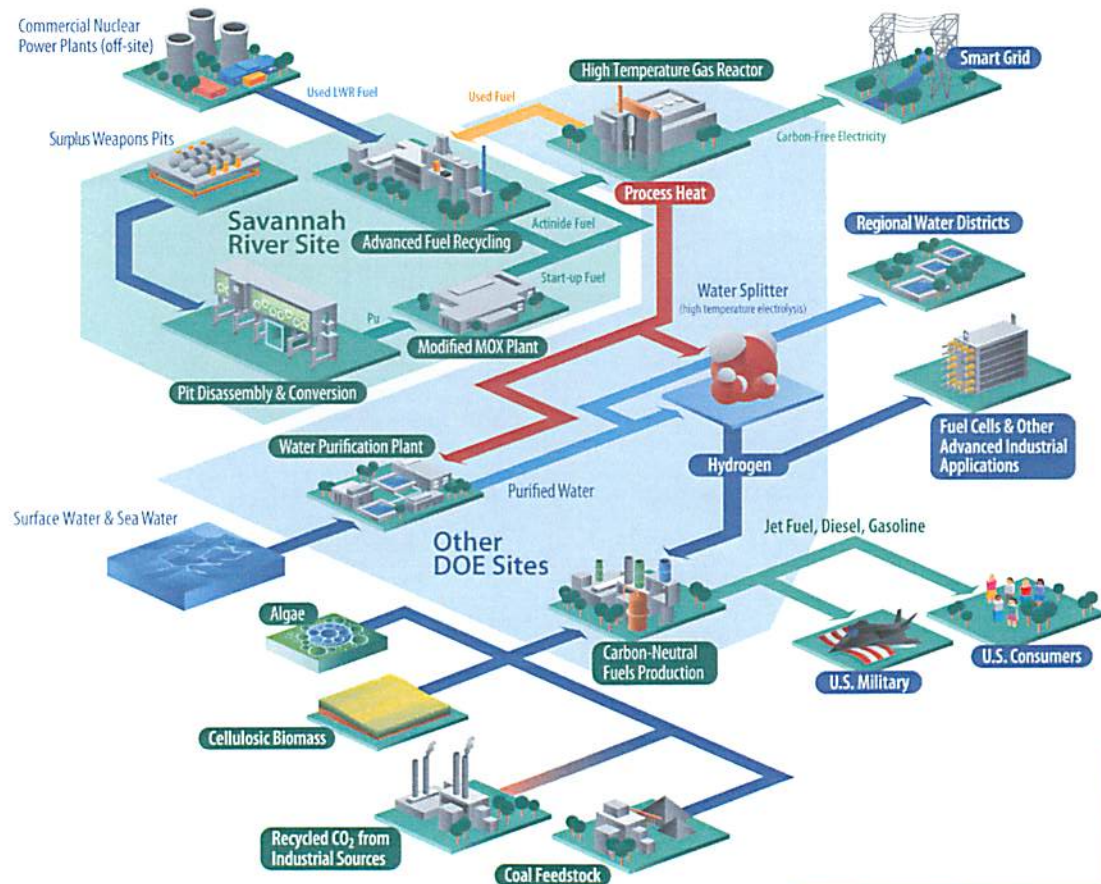 Commercial Nuclear
Power Plants (off-site)
Used LWR Fuel
Used Fuel
High Temperature Gas Reactor
Smart Grid
Carbon-Free Electricity
Surplus Weapons Pits
Savannah
River Site
Advanced Fuel Recycling
Actinide Fuel
Process Heat
Regional Water Districts
Start-up Fuel
Pu
Modified MOX Plant
Pit Disassembly & Conversion
Water Splitter
(high temperature electrolysis)
Fuel Cells & Other
Advanced Industrial
Applications
Water Purification Plant
Hydrogen
Purified Water
Surface Water & Sea Water
Other
DOE Sites
Jet Fuel, Diesel, Gasoline
Algae
Carbon-Neutral
Fuels Production
U.S. Military
U.S. Consumers
Cellulosic Biomass
Recycled CO₂ from
Industrial Sources
Coal Feedstock